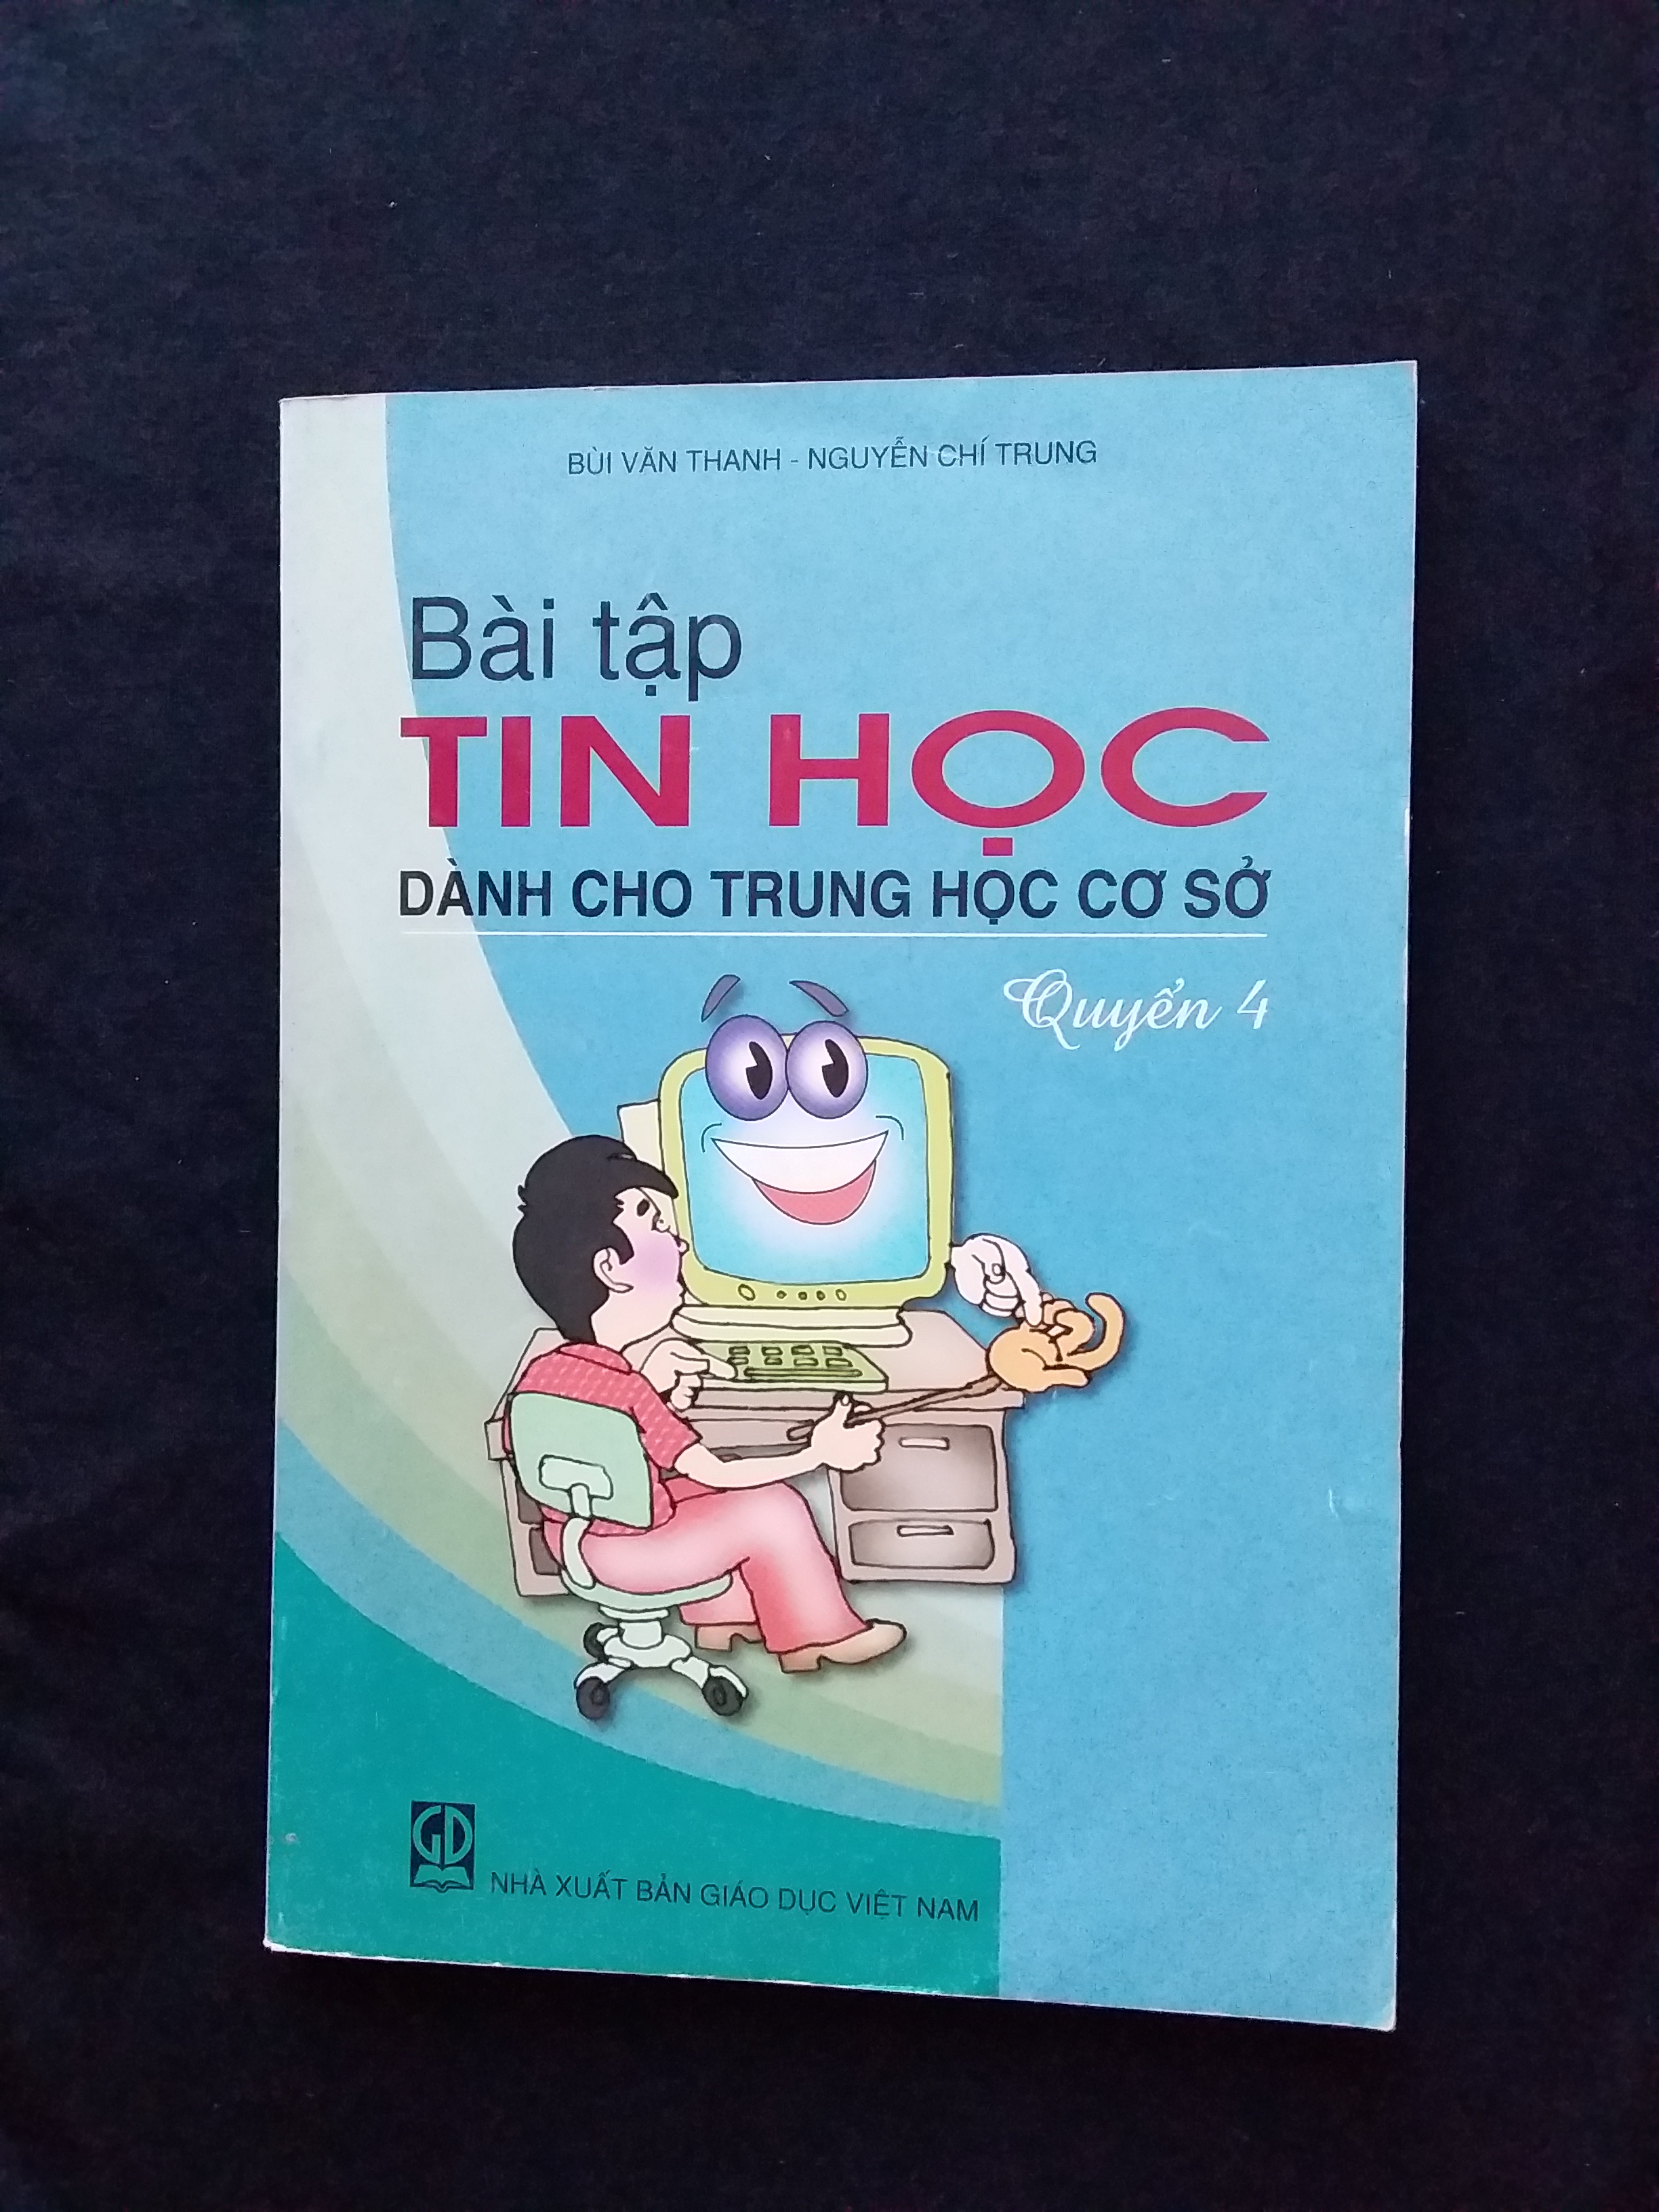 BÙI VĂN THANH - NGUYỄN CHÍ TRUNG
Bài tập
TIN HỌC
DÀNH CHO TRUNG HỌC CƠ SỞ
Quyển 4
GD
NHÀ XUẤT BẢN GIÁO DỤC VIỆT NAM